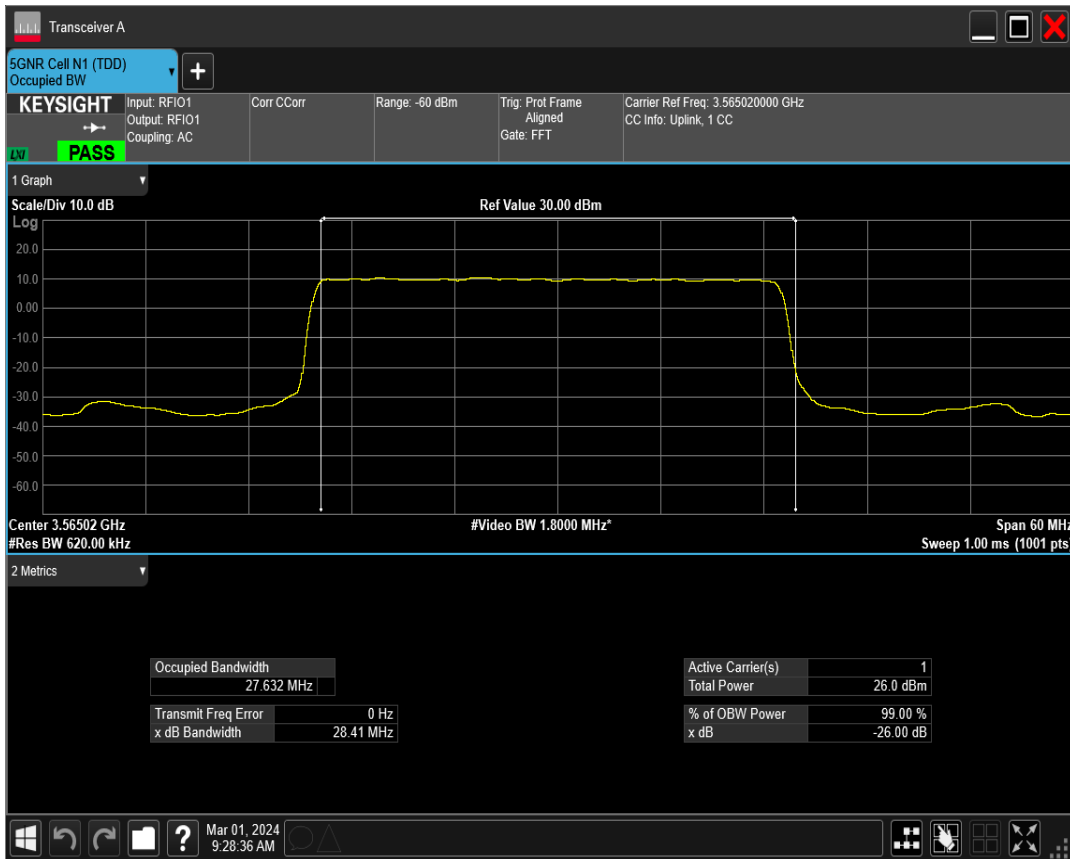 Transceiver A
5GNR Cell N1 (TDD)
Occupied BW
+
KEYSIGHT
LXI
PASS
Input: RFIO1
Output: RFIO1
Coupling: AC
Corr CCorr
Range: -60 dBm
Trig: Prot Frame
Aligned
Gate: FFT
Carrier Ref Freq: 3.565020000 GHz
CC Info: Uplink, 1 CC
1 Graph
Scale/Div 10.0 dB
Ref Value 30.00 dBm
Log
20.0
10.0
0.00
-10.0
-20.0
-30.0
-40.0
-50.0
-60.0
Center 3.56502 GHz
#Video BW 1.8000 MHz*
Span 60 MHz
#Res BW 620.00 kHz
Sweep 1.00 ms (1001 pts)
2 Metrics
Occupied Bandwidth
27.632 MHz
Transmit Freq Error 0 Hz
x dB Bandwidth 28.41 MHz
Active Carrier(s) 1
Total Power 26.0 dBm
% of OBW Power 99.00 %
x dB -26.00 dB
?
Mar 01, 2024
9:28:36 AM